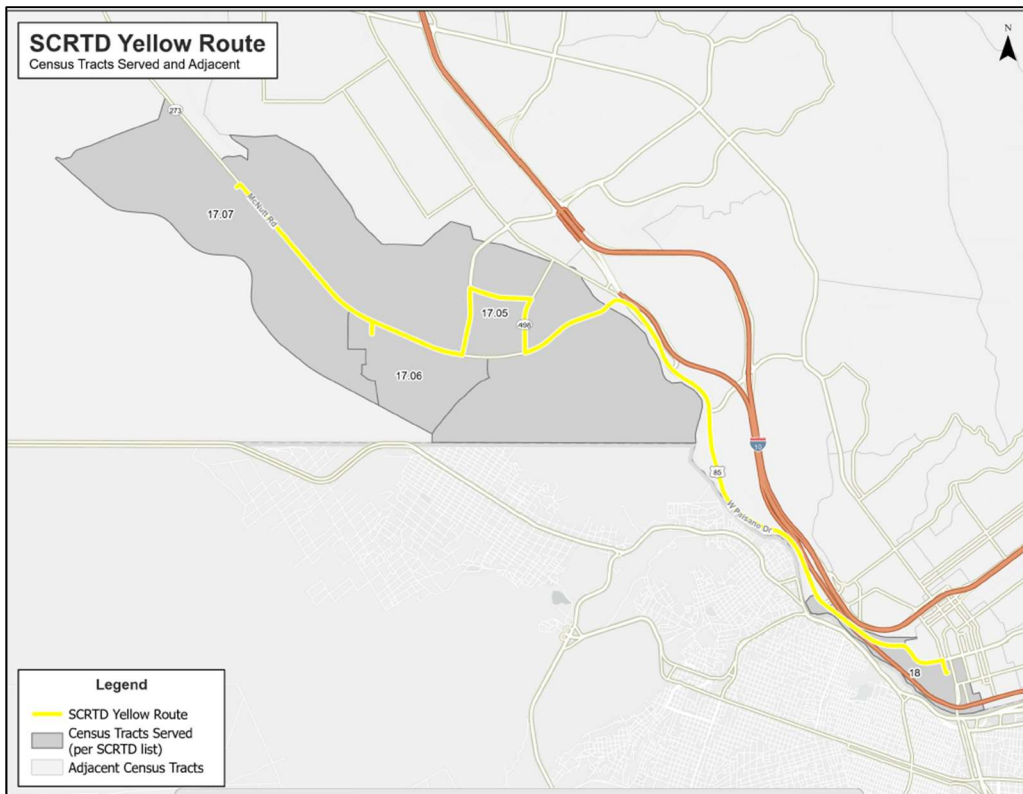 SCRTD Yellow Route
Census Tracts Served and Adjacent
N
273
17.07
McNutt Rd
17.05
498
17.06
10
85
W Paisano Dr
18
Legend
SCRTD Yellow Route
Census Tracts Served
(per SCRTD list)
Adjacent Census Tracts